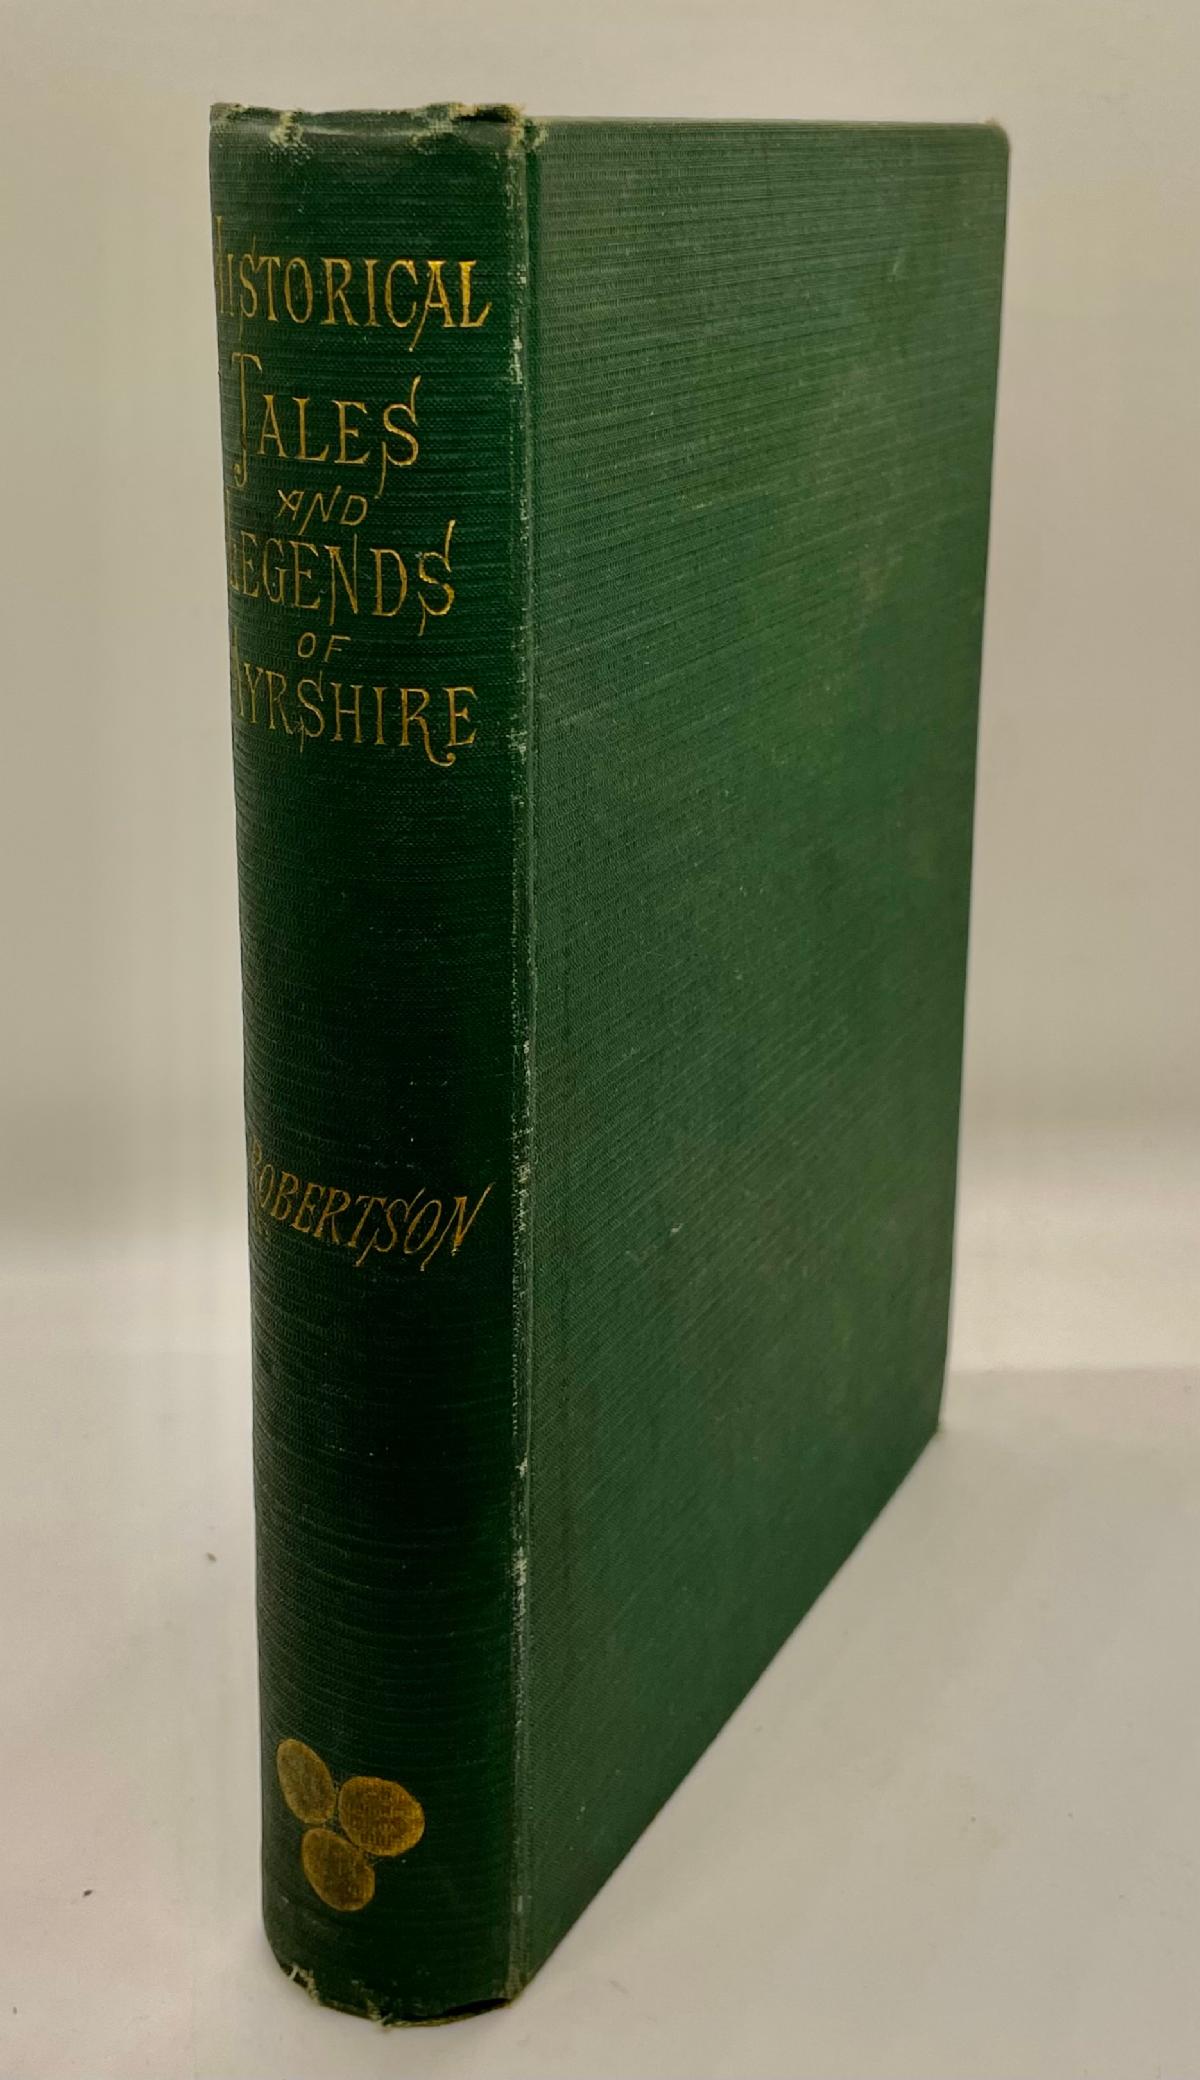 HISTORICAL
TALES
AND
LEGENDS
OF
AYRSHIRE
ROBERTSON